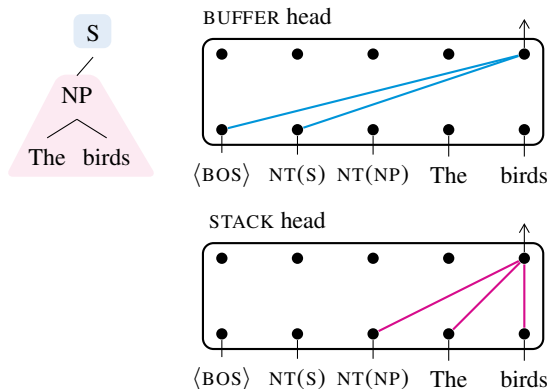 S
NP
The birds
BUFFER head
⟨BOS⟩ NT(S) NT(NP) The birds
STACK head
⟨BOS⟩ NT(S) NT(NP) The birds